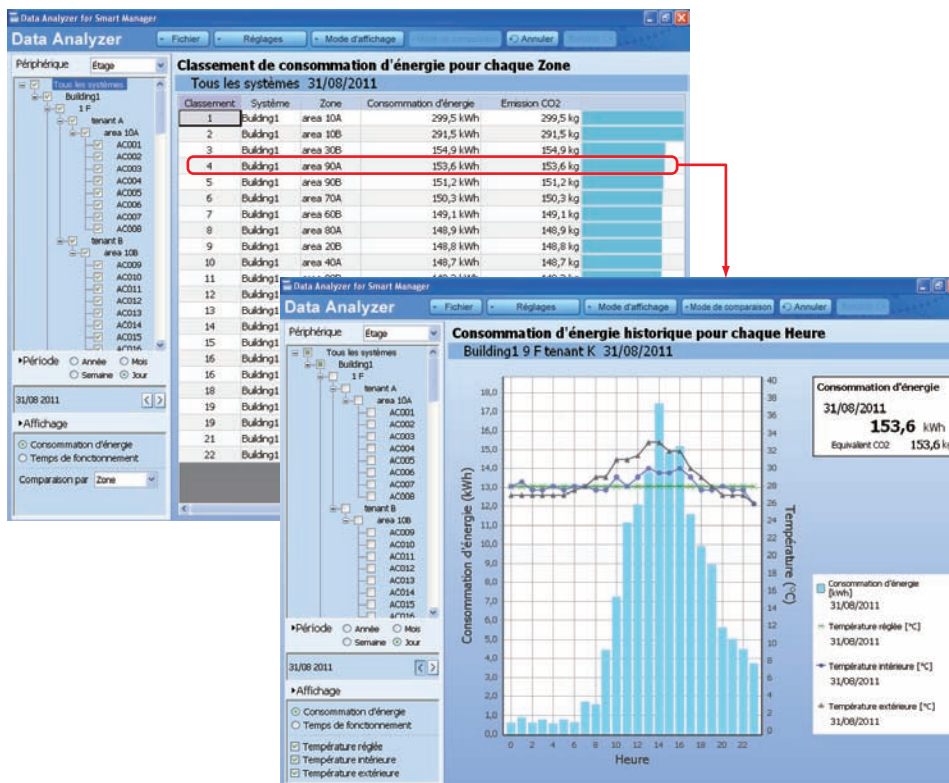 Data Analyzer for Smart Manager
Data Analyzer
Fichier
Réglages
Mode d'affichage
Annuler
Périphérique
Étage
Tous les systèmes
Building1
1 F
tenant A
area 10A
AC001
AC002
AC003
AC004
AC005
AC006
AC007
AC008
tenant B
area 10B
AC009
AC010
AC011
AC012
AC013
AC014
AC015
AC016
Période
Année
Mois
Semaine
Jour
31/08 2011
Affichage
Consommation d'énergie
Temps de fonctionnement
Comparaison par
Zone
Classement de consommation d'énergie pour chaque Zone
Tous les systèmes 31/08/2011
Classement Système Zone Consommation d'énergie Emission CO2
1 Building1 area 10A 299,5 kWh 299,5 kg
2 Building1 area 10B 291,5 kWh 291,5 kg
3 Building1 area 30B 154,9 kWh 154,9 kg
4 Building1 area 90A 153,6 kWh 153,6 kg
5 Building1 area 90B 151,2 kWh 151,2 kg
6 Building1 area 70A 150,3 kWh 150,3 kg
7 Building1 area 60B 149,1 kWh 149,1 kg
8 Building1 area 80A 148,9 kWh 148,9 kg
9 Building1 area 20B 148,8 kWh 148,8 kg
10 Building1 area 40A 148,7 kWh 148,7 kg
11 Building1
12 Building1
13 Building1
14 Building1
15 Building1
16 Building1
16 Building1
18 Building1
19 Building1
19 Building1
21 Building1
22 Building1
Data Analyzer for Smart Manager
Data Analyzer
Fichier
Réglages
Mode d'affichage
Mode de comparaison
Annuler
Périphérique
Étage
Tous les systèmes
Building1
1 F
tenant A
area 10A
AC001
AC002
AC003
AC004
AC005
AC006
AC007
AC008
tenant B
area 10B
AC009
AC010
AC011
AC012
AC013
AC014
AC015
AC016
Période
Année
Mois
Semaine
Jour
31/08 2011
Affichage
Consommation d'énergie
Temps de fonctionnement
Température réglée
Température intérieure
Température extérieure
Consommation d'énergie historique pour chaque Heure
Building1 9 F tenant K 31/08/2011
Consommation d'énergie (kWh)
18,0
17,0
16,0
15,0
14,0
13,0
12,0
11,0
10,0
9,0
8,0
7,0
6,0
5,0
4,0
3,0
2,0
1,0
0,0
0 2 4 6 8 10 12 14 16 18 20 22
Heure
40
38
36
34
32
30
28
26
24
22
20
18
16
14
12
10
8
6
4
2
0
Température (°C)
Consommation d'énergie
31/08/2011
153,6 kWh
Equivalent CO2 153,6 kg
Consommation d'énergie
[kWh]
31/08/2011
Température réglée [°C]
31/08/2011
Température intérieure [°C]
31/08/2011
Température extérieure [°C]
31/08/2011